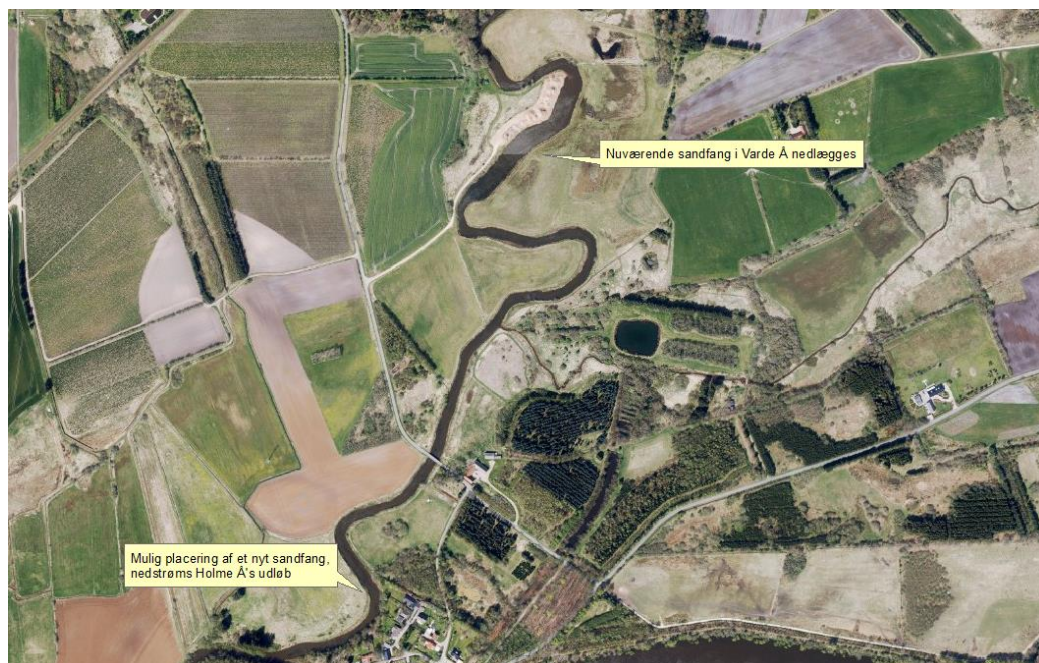 Nuværende sandfang i Varde Å nedlægges
Mulig placering af et nyt sandfang,
nedstrøms Holme Å's udløb